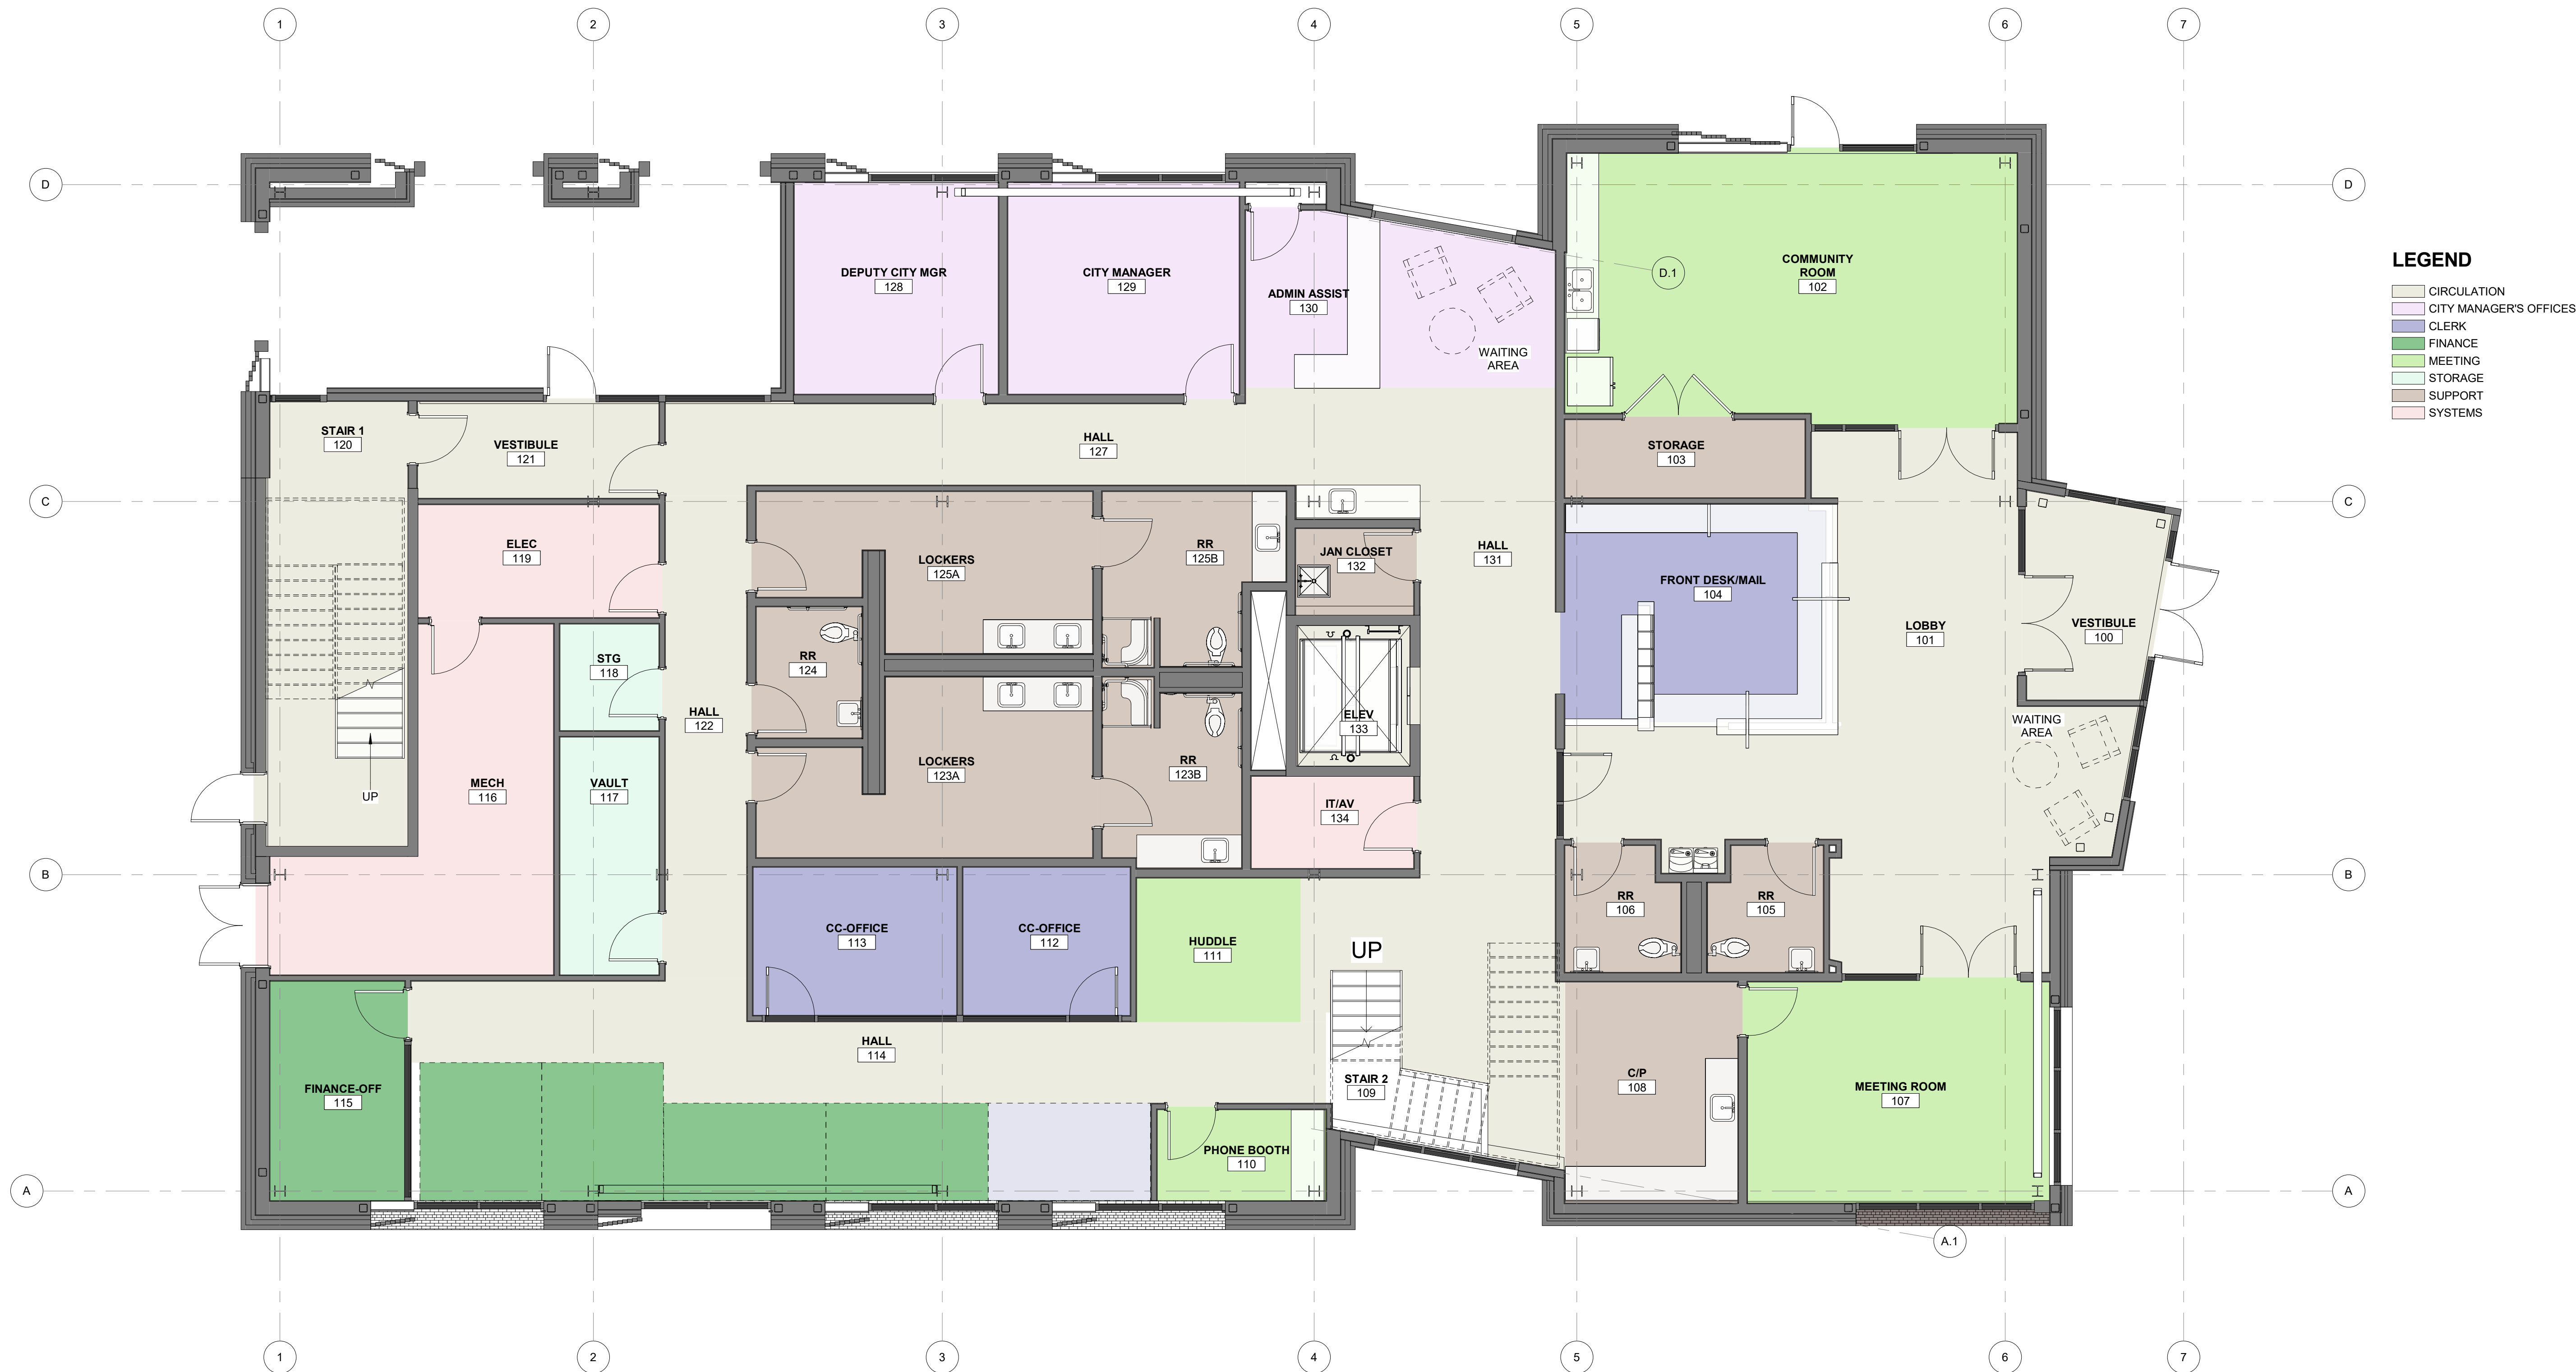 1 2 3 4 5 6 7
D D
C C
B B
A A
D.1
A.1
DEPUTY CITY MGR
128
CITY MANAGER
129
ADMIN ASSIST
130
WAITING
AREA
COMMUNITY
ROOM
102
LEGEND
CIRCULATION
CITY MANAGER'S OFFICES
CLERK
FINANCE
MEETING
STORAGE
SUPPORT
SYSTEMS
STAIR 1
120
VESTIBULE
121
HALL
127
STORAGE
103
ELEC
119
LOCKERS
125A
RR
125B
JAN CLOSET
132
HALL
131
FRONT DESK/MAIL
104
LOBBY
101
VESTIBULE
100
STG
118
RR
124
HALL
122
ELEV
133
WAITING
AREA
UP
MECH
116
VAULT
117
LOCKERS
123A
RR
123B
IT/AV
134
CC-OFFICE
113
CC-OFFICE
112
HUDDLE
111
UP
RR
106
RR
105
HALL
114
FINANCE-OFF
115
STAIR 2
109
C/P
108
MEETING ROOM
107
PHONE BOOTH
110
1 2 3 4 5 6 7